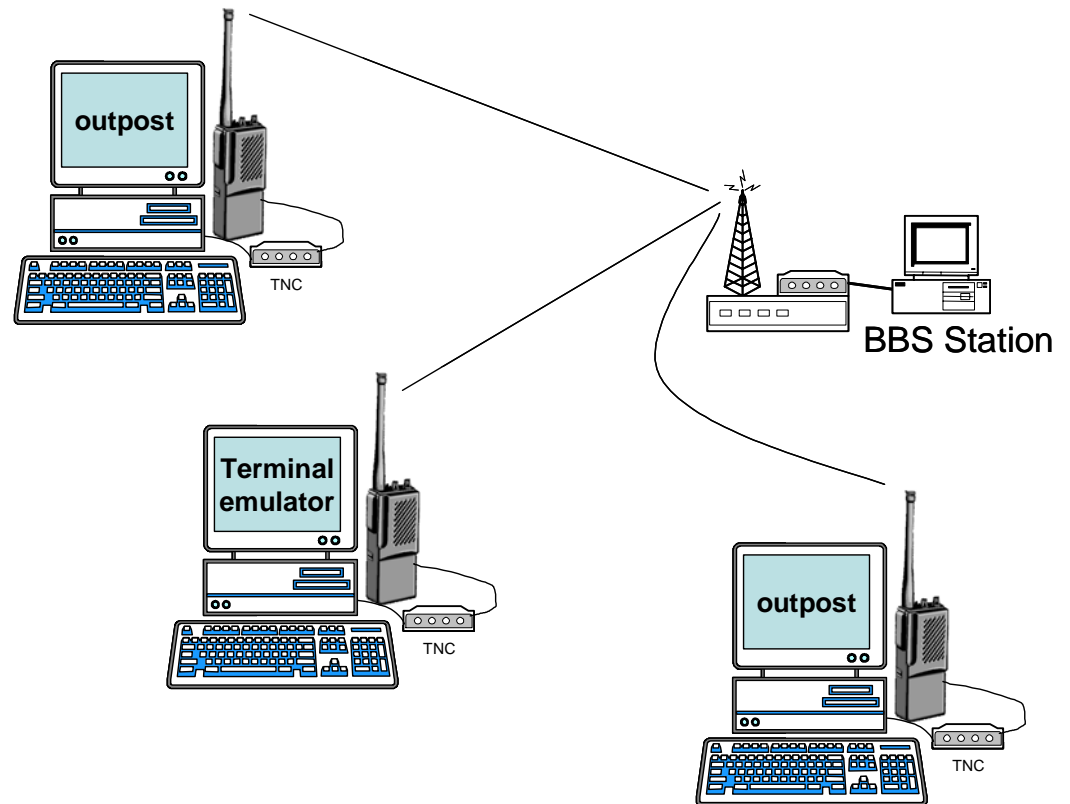 outpost
TNC
BBS Station
Terminal
emulator
TNC
outpost
TNC